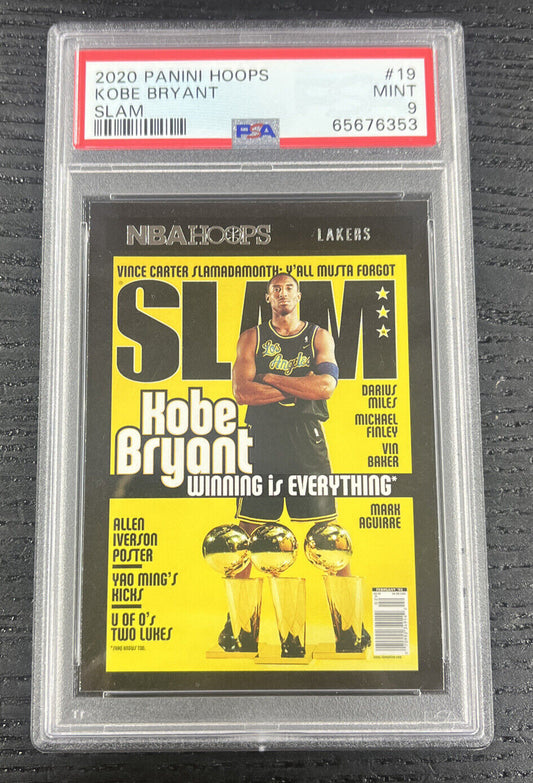 2020 PANINI HOOPS #19
KOBE BRYANT MINT
SLAM 9
PSA 65676353
NBA HOOPS LAKERS
VINCE CARTER SLAMADAMONTH: Y'ALL MUSTA FORGOT
SLAM
Los Angeles
Kobe
Bryant
WINNING is EVERYTHING*
DARIUS
MILES
MICHAEL
FINLEY
VIN
BAKER
MARK
AGUIRRE
ALLEN
IVERSON
POSTER
YAO MING'S
KICKS
U OF O'S
TWO LUKES